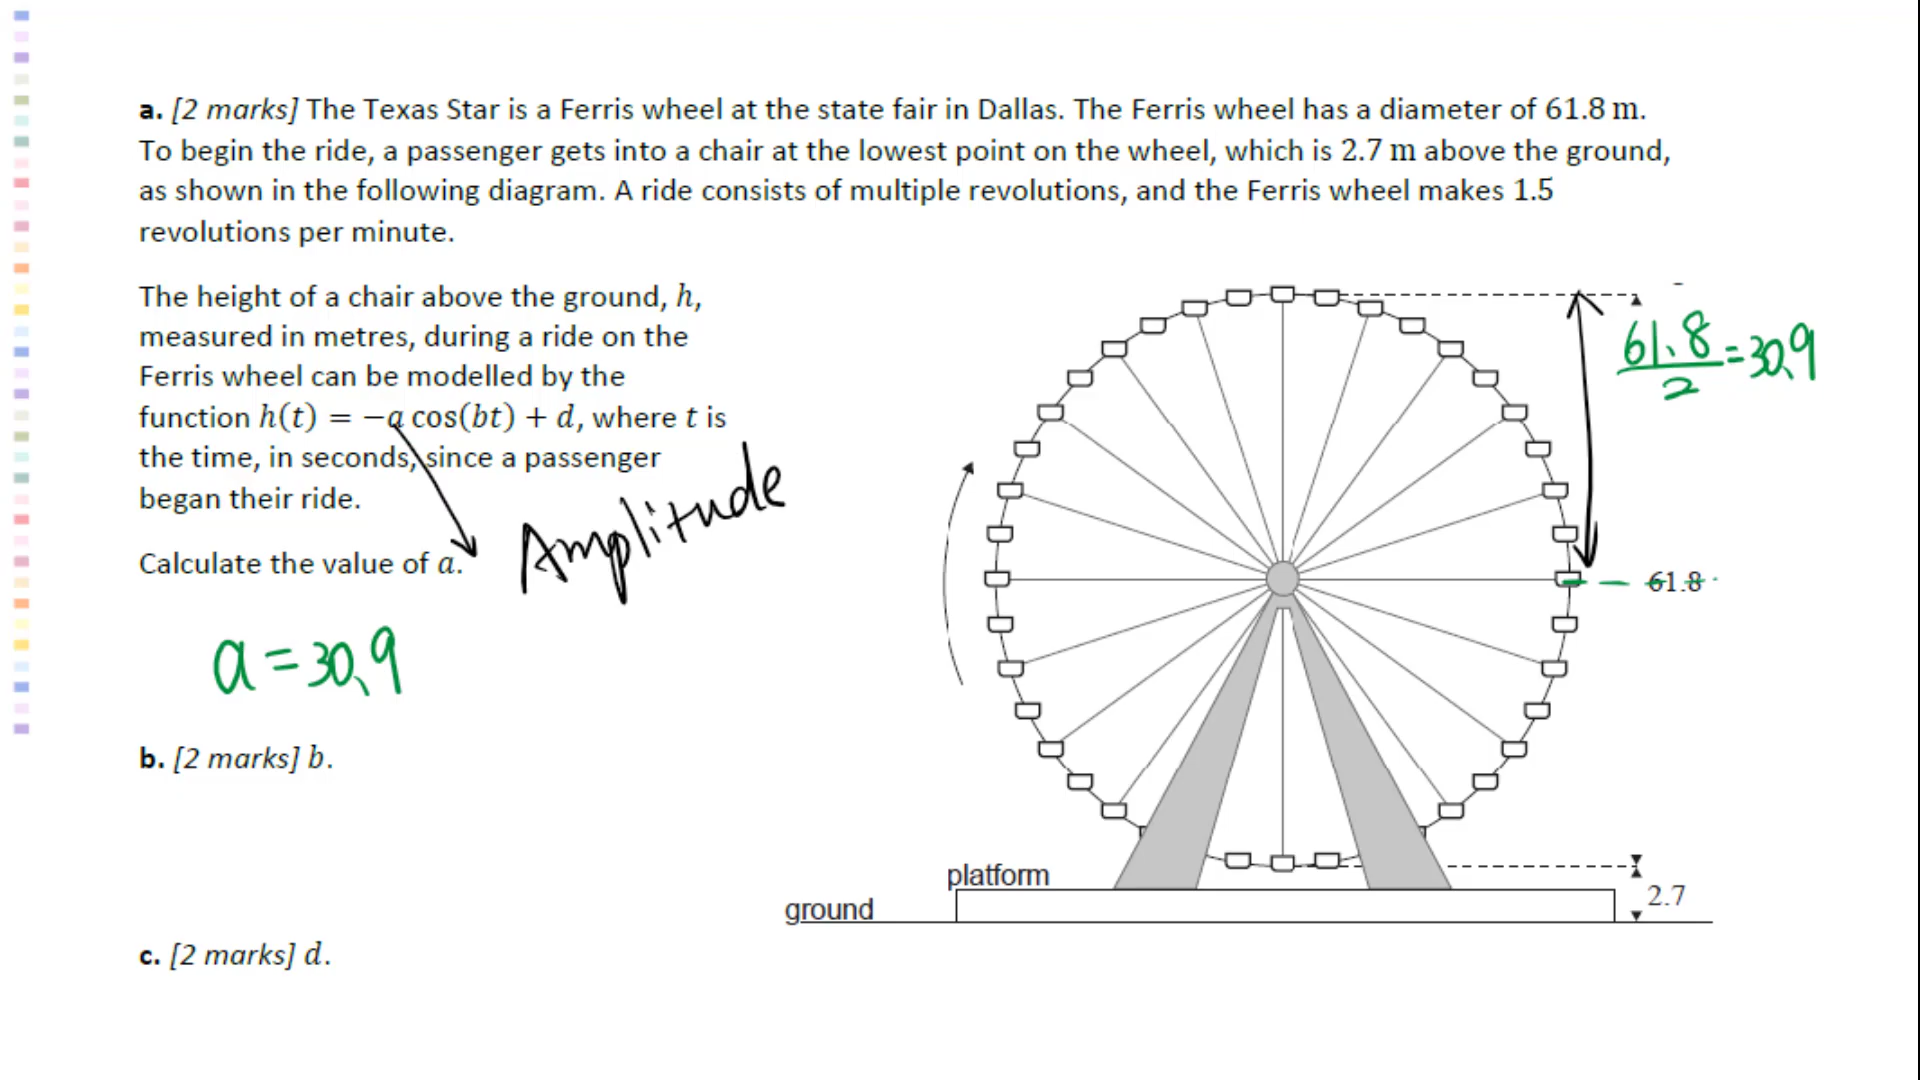 a. [2 marks] The Texas Star is a Ferris wheel at the state fair in Dallas. The Ferris wheel has a diameter of 61.8 m.
To begin the ride, a passenger gets into a chair at the lowest point on the wheel, which is 2.7 m above the ground,
as shown in the following diagram. A ride consists of multiple revolutions, and the Ferris wheel makes 1.5
revolutions per minute.
The height of a chair above the ground, h,
measured in metres, during a ride on the
Ferris wheel can be modelled by the
function h(t) = −a cos(bt) + d, where t is
the time, in seconds, since a passenger
began their ride.
Calculate the value of a.
Amplitude
a = 30.9
61.8/2 = 30.9
61.8
b. [2 marks] b.
platform
ground
2.7
c. [2 marks] d.